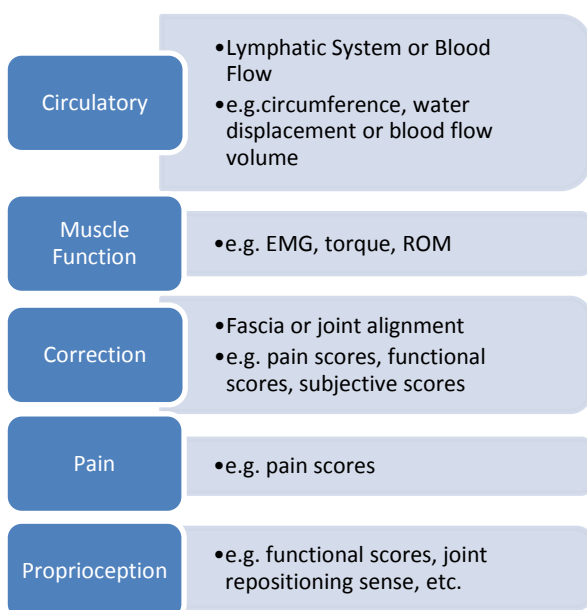 Circulatory
•Lymphatic System or Blood
Flow
•e.g.circumference, water
displacement or blood flow
volume
Muscle
Function
•e.g. EMG, torque, ROM
Correction
•Fascia or joint alignment
•e.g. pain scores, functional
scores, subjective scores
Pain
•e.g. pain scores
Proprioception
•e.g. functional scores, joint
repositioning sense, etc.